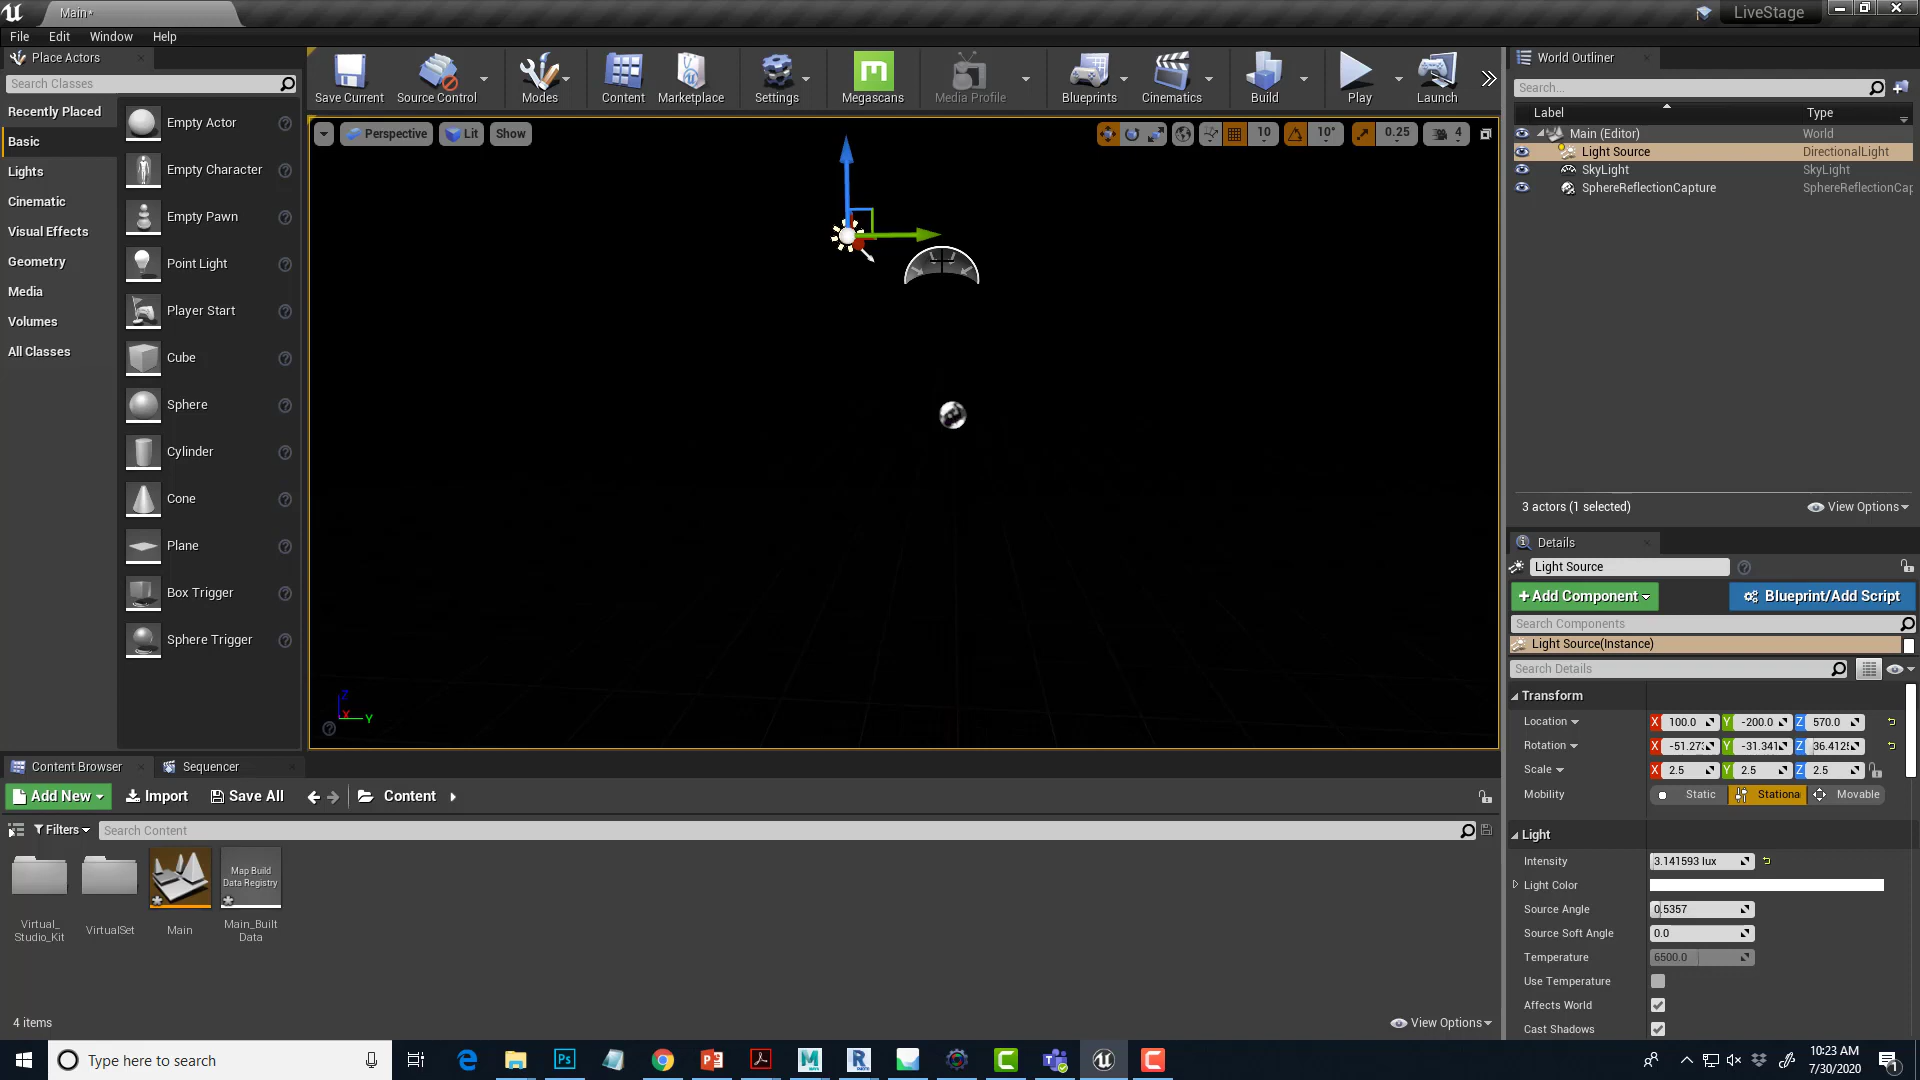 Main*
LiveStage
File
Edit
Window
Help
Place Actors
Search Classes
Recently Placed
Basic
Lights
Cinematic
Visual Effects
Geometry
Media
Volumes
All Classes
Empty Actor
Empty Character
Empty Pawn
Point Light
Player Start
Cube
Sphere
Cylinder
Cone
Plane
Box Trigger
Sphere Trigger
Save Current
Source Control
Modes
Content
Marketplace
Settings
Megascans
Media Profile
Blueprints
Cinematics
Build
Play
Launch
Perspective
Lit
Show
10
10°
0.25
4
Z
X
Y
World Outliner
Search...
Label
Type
Main (Editor)
World
Light Source
DirectionalLight
SkyLight
SkyLight
SphereReflectionCapture
SphereReflectionCap
3 actors (1 selected)
View Options
Details
Light Source
+Add Component
Blueprint/Add Script
Search Components
Light Source(Instance)
Search Details
Transform
Location
X 100.0 Y -200.0 Z 570.0
Rotation
X -51.27 Y -31.341 Z 36.412
Scale
X 2.5 Y 2.5 Z 2.5
Mobility
Static
Stationa
Movable
Light
Intensity
3.141593 lux
Light Color
Source Angle
0.5357
Source Soft Angle
0.0
Temperature
6500.0
Use Temperature
Affects World
Cast Shadows
Content Browser
Sequencer
Add New
Import
Save All
Content
Filters
Search Content
Virtual_
Studio_Kit
VirtualSet
Main
Map Build
Data Registry
Main_Built
Data
4 items
View Options
Type here to search
10:23 AM
7/30/2020